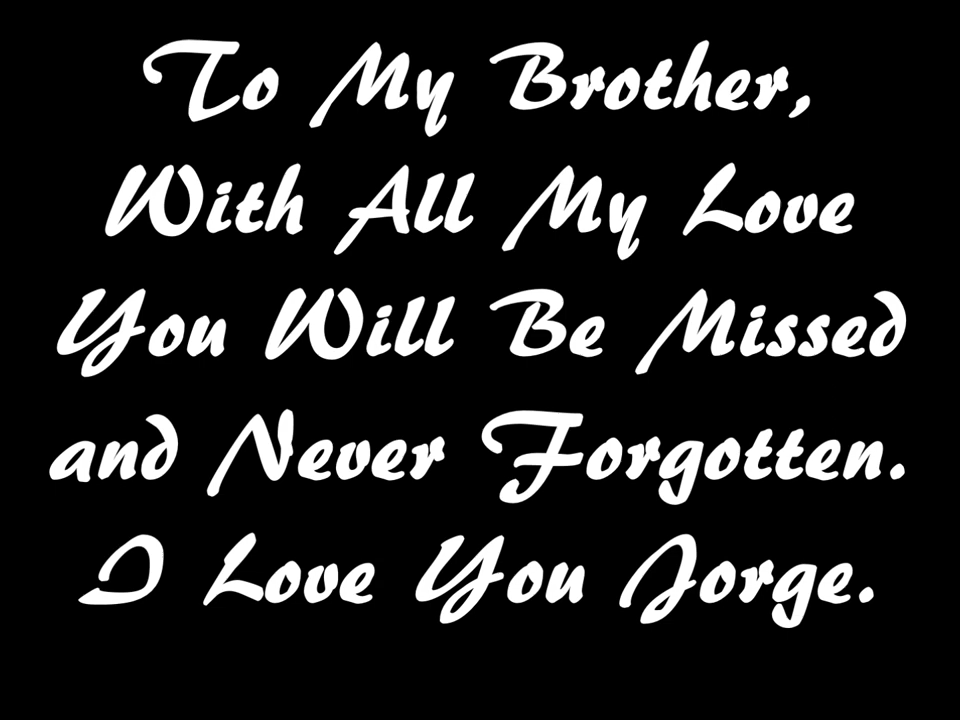 To My Brother,
With All My Love
You Will Be Missed
and Never Forgotten.
I Love You Jorge.